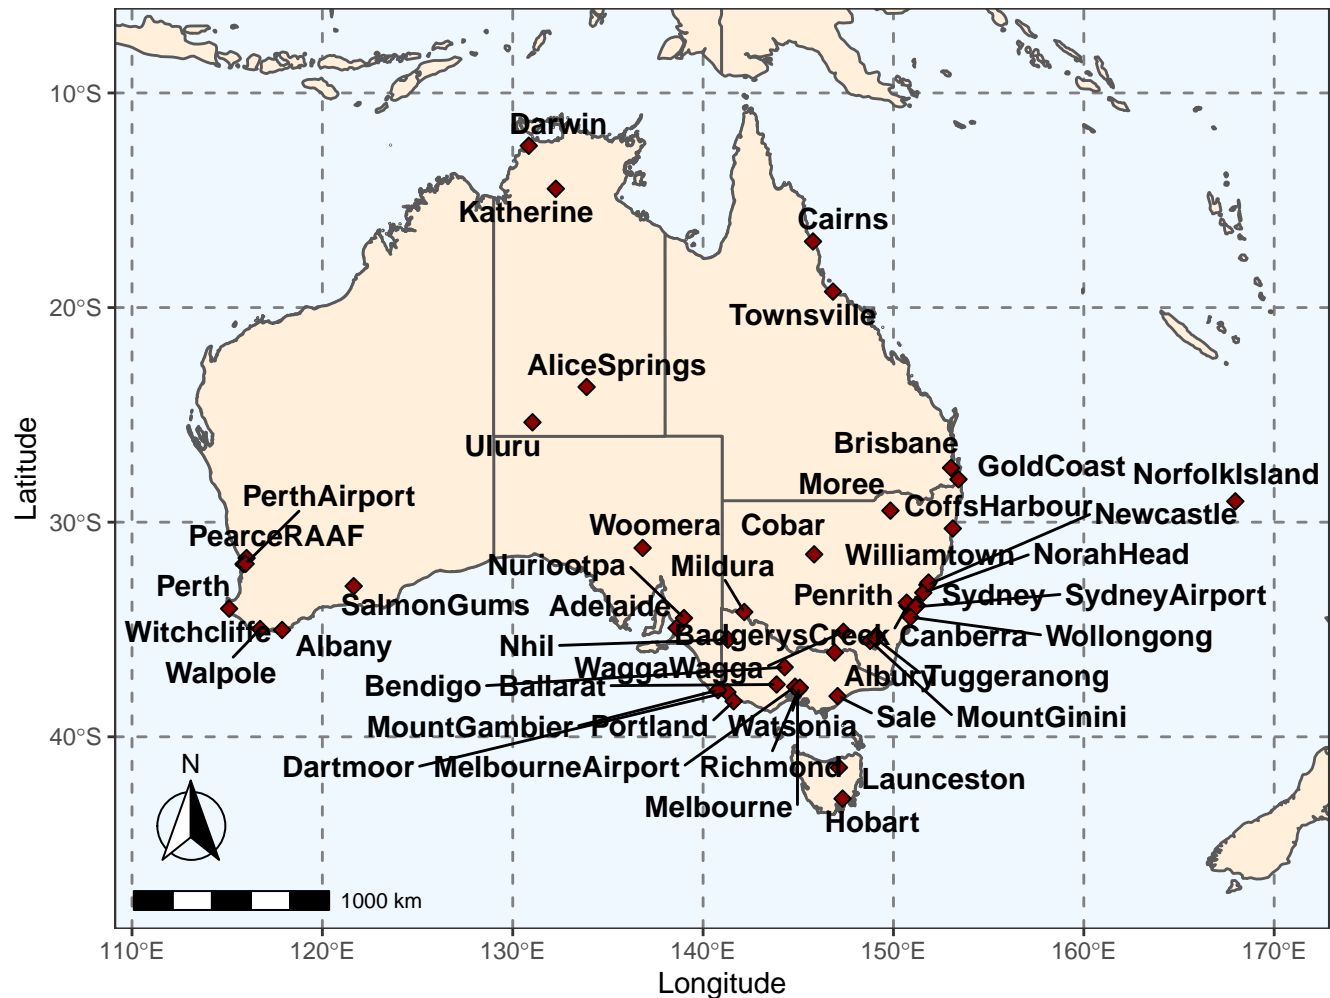 10°S
Darwin
Katherine
Cairns
20°S
Townsville
AliceSprings
Uluru
Brisbane
GoldCoast
NorfolkIsland
Moree
PerthAirport
CoffsHarbour
Newcastle
30°S
Woomera
Cobar
PearceRAAF
Williamtown
NorahHead
Nuriootpa
Mildura
Perth
SalmonGums
Adelaide
Penrith
Sydney
SydneyAirport
Witchcliffe
Albany
Nhil
BadgerysCreek
Canberra
Wollongong
Walpole
WaggaWagga
Bendigo
Ballarat
Albury
Tuggeranong
MountGambier
Portland
Watsonia
Sale
MountGinini
40°S
Dartmoor
MelbourneAirport
Richmond
Launceston
Melbourne
Hobart
N
1000 km
110°E
120°E
130°E
140°E
150°E
160°E
170°E
Longitude
Latitude